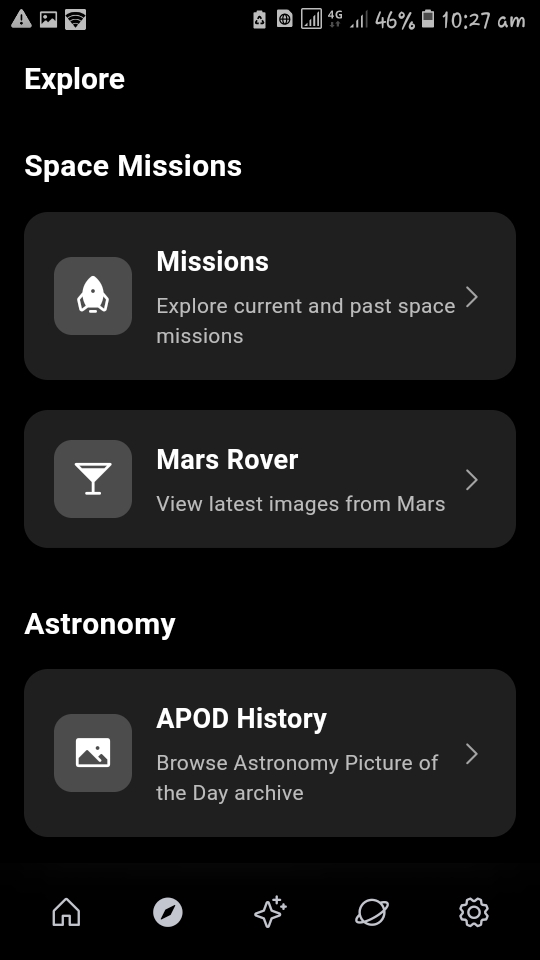 4G 46% 10:27 am
Explore
Space Missions
Missions
Explore current and past space
missions
Mars Rover
View latest images from Mars
Astronomy
APOD History
Browse Astronomy Picture of
the Day archive